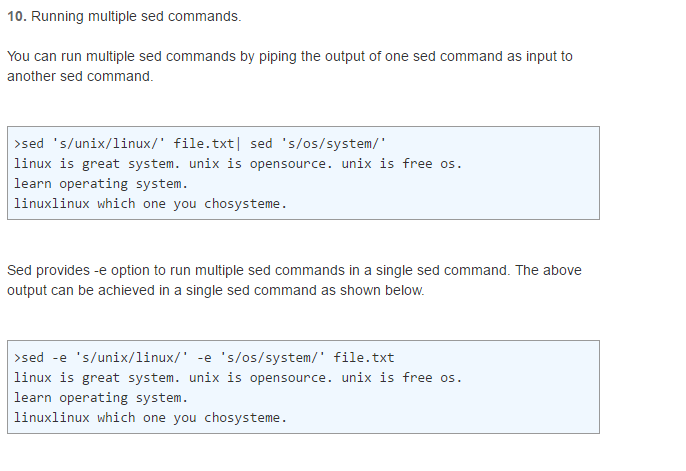 10. Running multiple sed commands.
You can run multiple sed commands by piping the output of one sed command as input to
another sed command.
>sed 's/unix/linux/' file.txt| sed 's/os/system/'
linux is great system. unix is opensource. unix is free os.
learn operating system.
linuxlinux which one you chosysteme.
Sed provides -e option to run multiple sed commands in a single sed command. The above
output can be achieved in a single sed command as shown below.
>sed -e 's/unix/linux/' -e 's/os/system/' file.txt
linux is great system. unix is opensource. unix is free os.
learn operating system.
linuxlinux which one you chosysteme.